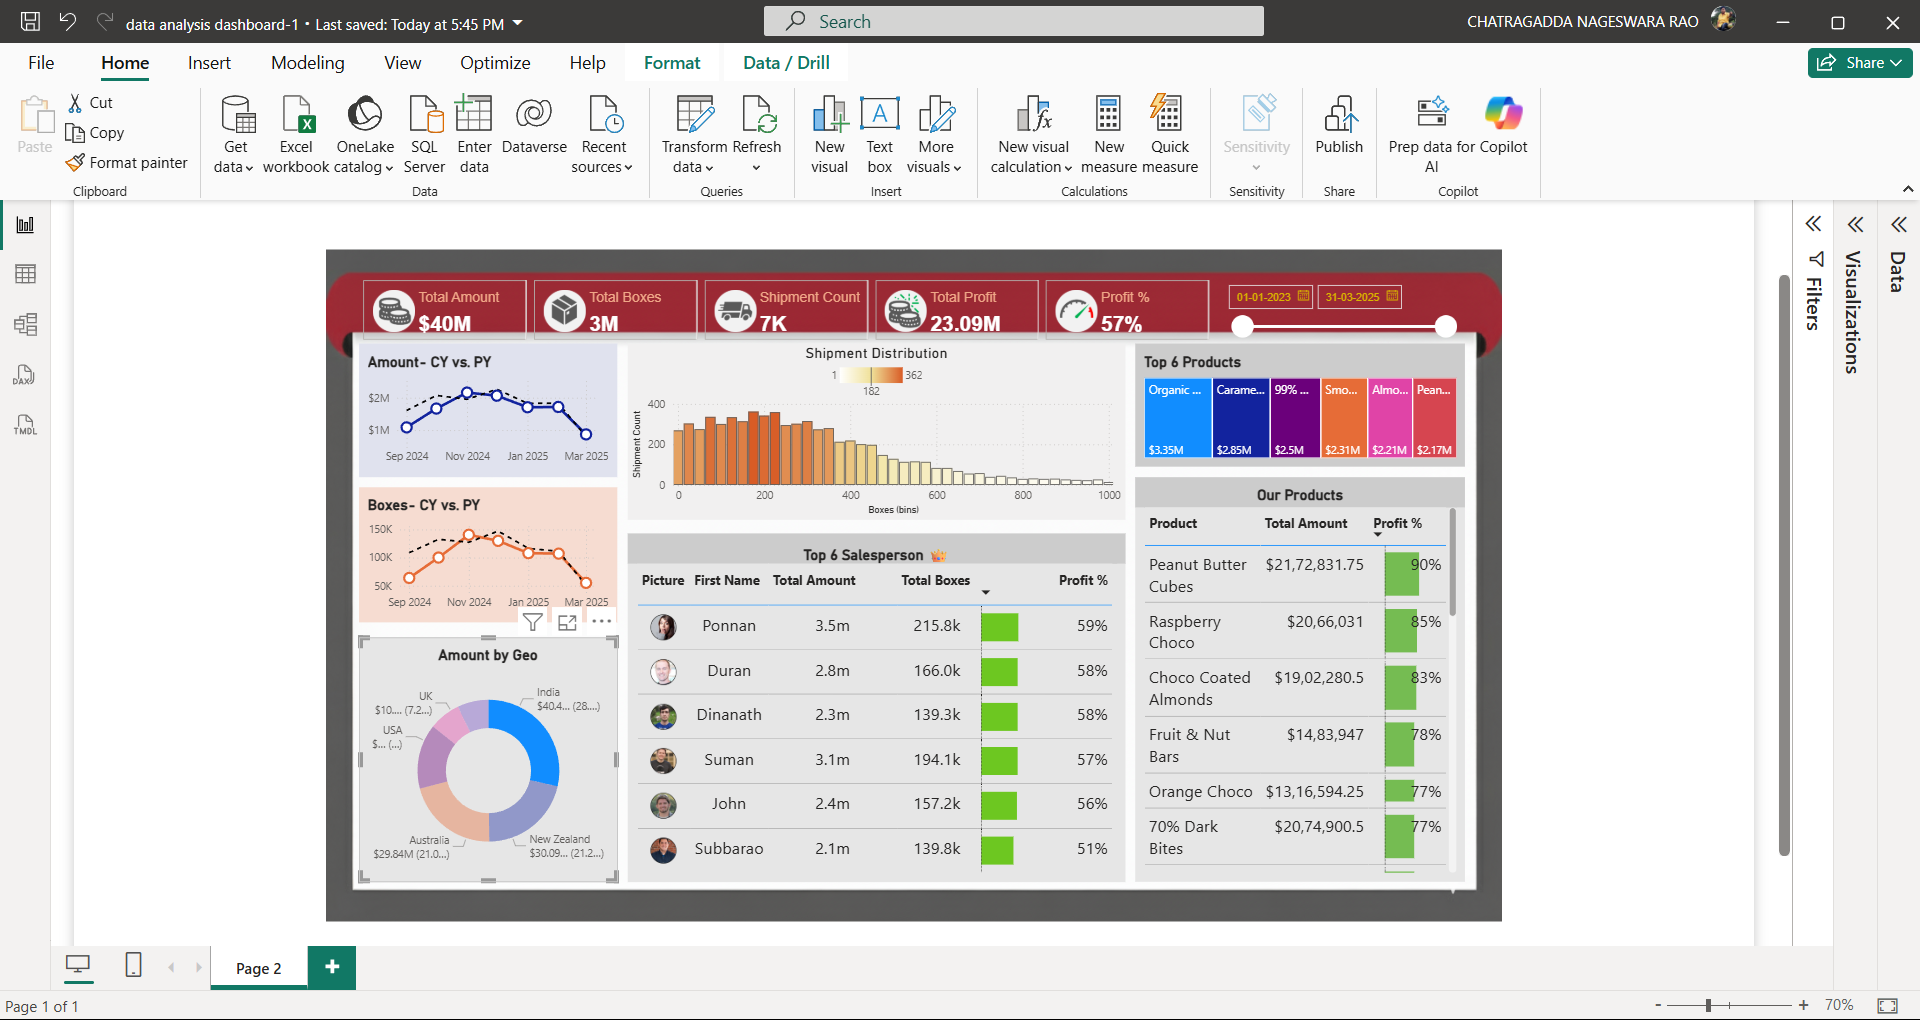 data analysis dashboard-1 • Last saved: Today at 5:45 PM
Search
CHATRAGADDA NAGESWARA RAO
File Home Insert Modeling View Optimize Help Format Data / Drill
Share
Paste
Cut
Copy
Format painter
Clipboard
Get data
Excel workbook
OneLake catalog
SQL Server
Enter data
Dataverse
Recent sources
Data
Transform data
Refresh
Queries
New visual
Text box
More visuals
Insert
New visual calculation
New measure
Quick measure
Calculations
Sensitivity
Sensitivity
Publish
Share
Prep data for AI
Copilot
Copilot
DAX
TMDL
Filters
Visualizations
Data
Total Amount
$40M
Total Boxes
3M
Shipment Count
7K
Total Profit
23.09M
Profit %
57%
01-01-2023
31-03-2025
Amount- CY vs. PY
$2M
$1M
Sep 2024 Nov 2024 Jan 2025 Mar 2025
Boxes- CY vs. PY
150K
100K
50K
Sep 2024 Nov 2024 Jan 2025 Mar 2025
Amount by Geo
India
$40.4... (28....)
New Zealand
$30.09... (21.2...)
Australia
$29.84M (21.0...)
USA
$... (...)
UK
$10.... (7.2...)
Shipment Distribution
1 362
182
Shipment Count
400
200
0
0 200 400 600 800 1000
Boxes (bins)
Top 6 Salesperson
Picture First Name Total Amount Total Boxes Profit %
Ponnan 3.5m 215.8k 59%
Duran 2.8m 166.0k 58%
Dinanath 2.3m 139.3k 58%
Suman 3.1m 194.1k 57%
John 2.4m 157.2k 56%
Subbarao 2.1m 139.8k 51%
Top 6 Products
Organic ... Carame... 99% ... Smo... Almo... Pean...
$3.35M $2.85M $2.5M $2.31M $2.21M $2.17M
Our Products
Product Total Amount Profit %
Peanut Butter Cubes $21,72,831.75 90%
Raspberry Choco $20,66,031 85%
Choco Coated Almonds $19,02,280.5 83%
Fruit & Nut Bars $14,83,947 78%
Orange Choco $13,16,594.25 77%
70% Dark Bites $20,74,900.5 77%
Page 2
+
Page 1 of 1
- + 70%